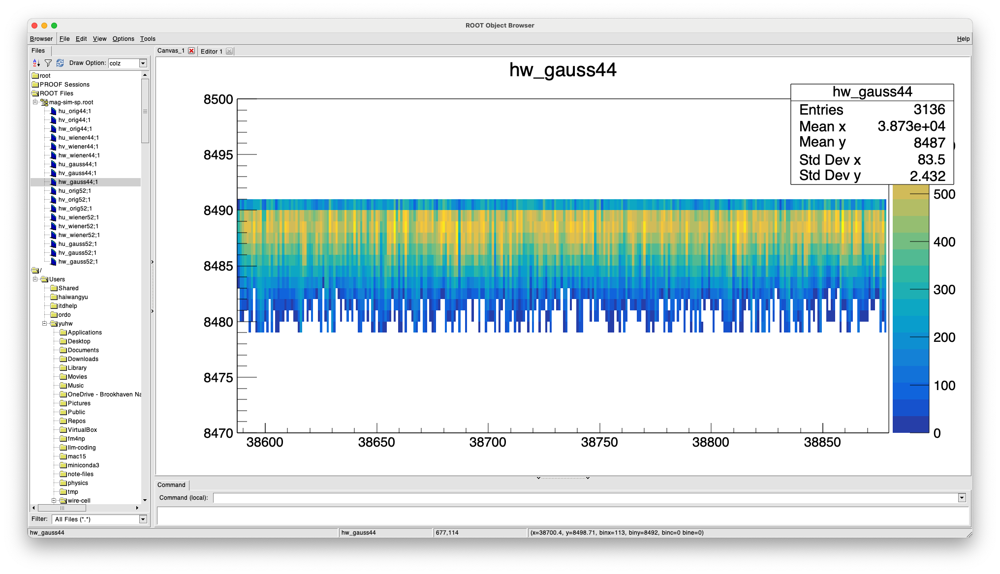 ROOT Object Browser
Browser File Edit View Options Tools Help
Files
Draw Option: colz
root
PROOF Sessions
ROOT Files
mag-sim-sp.root
hu_orig44;1
hv_orig44;1
hw_orig44;1
hu_wiener44;1
hv_wiener44;1
hw_wiener44;1
hu_gauss44;1
hv_gauss44;1
hw_gauss44;1
hu_orig52;1
hv_orig52;1
hw_orig52;1
hu_wiener52;1
hv_wiener52;1
hw_wiener52;1
hu_gauss52;1
hv_gauss52;1
hw_gauss52;1
/
Users
Shared
haiwangyu
itdhelp
ordo
yuhw
Applications
Desktop
Documents
Downloads
Library
Movies
Music
OneDrive - Brookhaven Na
Pictures
Public
Repos
VirtualBox
fm4np
llm-coding
mac15
miniconda3
note-files
physics
tmp
wire-cell
Filter: All Files (*.*)
Canvas_1 Editor 1
hw_gauss44
hw_gauss44
Entries 3136
Mean x 3.873e+04
Mean y 8487
Std Dev x 83.5
Std Dev y 2.432
8500
8495
8490
8485
8480
8475
8470
38600 38650 38700 38750 38800 38850
500
400
300
200
100
0
Command
Command (local):
hw_gauss44 hw_gauss44 677,114 (x=38700.4, y=8498.71, binx=113, biny=8492, binc=0 bine=0)